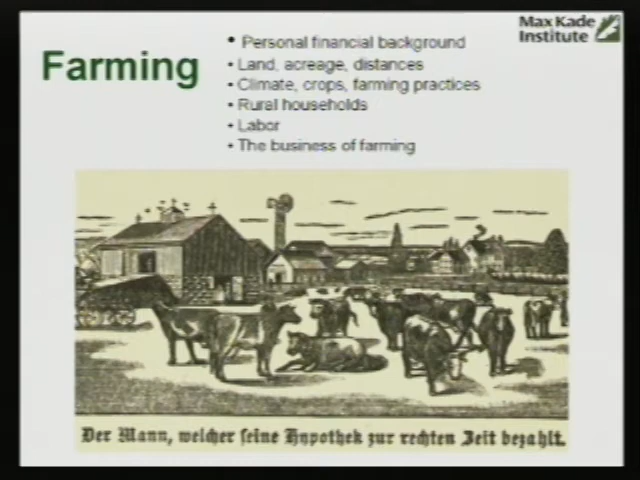 Max Kade
Institute
Farming
• Personal financial background
• Land, acreage, distances
• Climate, crops, farming practices
• Rural households
• Labor
• The business of farming
Der Mann, welcher seine Hypothek zur rechten Zeit bezahlt.